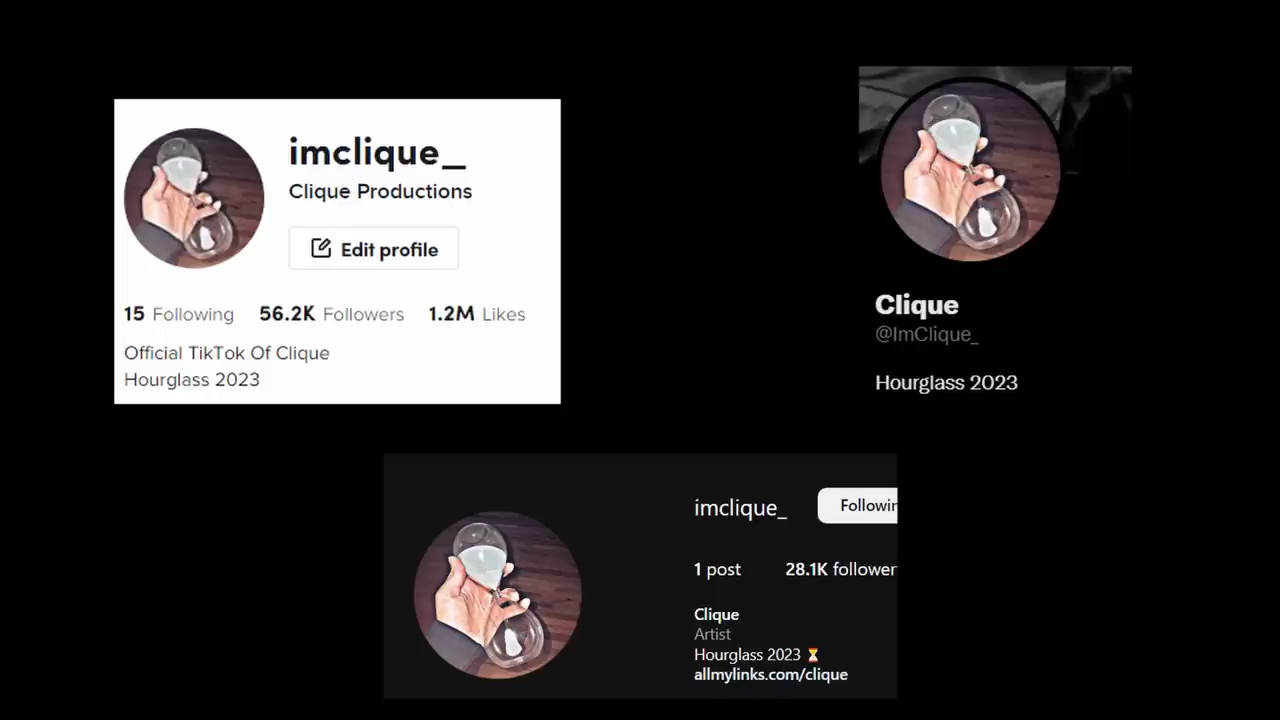 imclique_
Clique Productions
Edit profile
15 Following 56.2K Followers 1.2M Likes
Official TikTok Of Clique
Hourglass 2023
Clique
@ImClique_
Hourglass 2023
imclique_ Followin
1 post 28.1K follower
Clique
Artist
Hourglass 2023 ⏳
allmylinks.com/clique